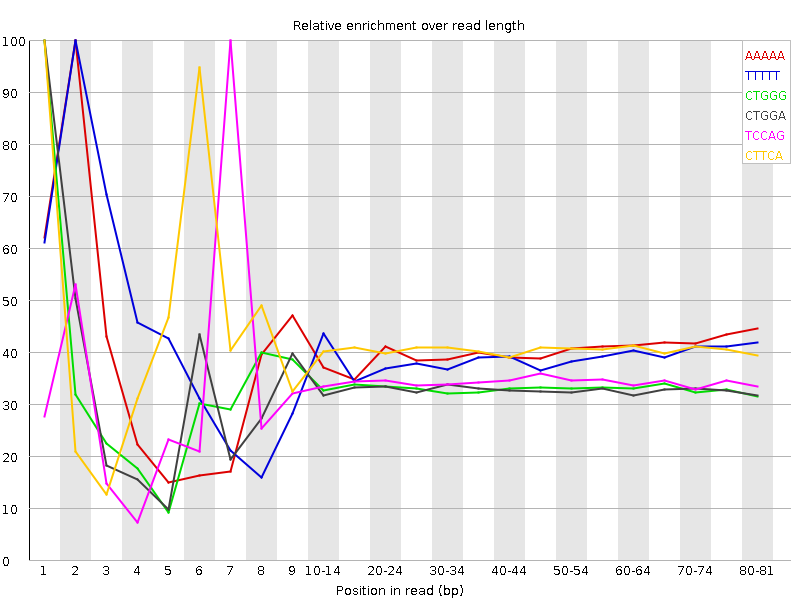 Relative enrichment over read length
100
90
80
70
60
50
40
30
20
10
0
AAAAA
TTTTT
CTGGG
CTGGA
TCCAG
CTTCA
1 2 3 4 5 6 7 8 9 10-14 20-24 30-34 40-44 50-54 60-64 70-74 80-81
Position in read (bp)